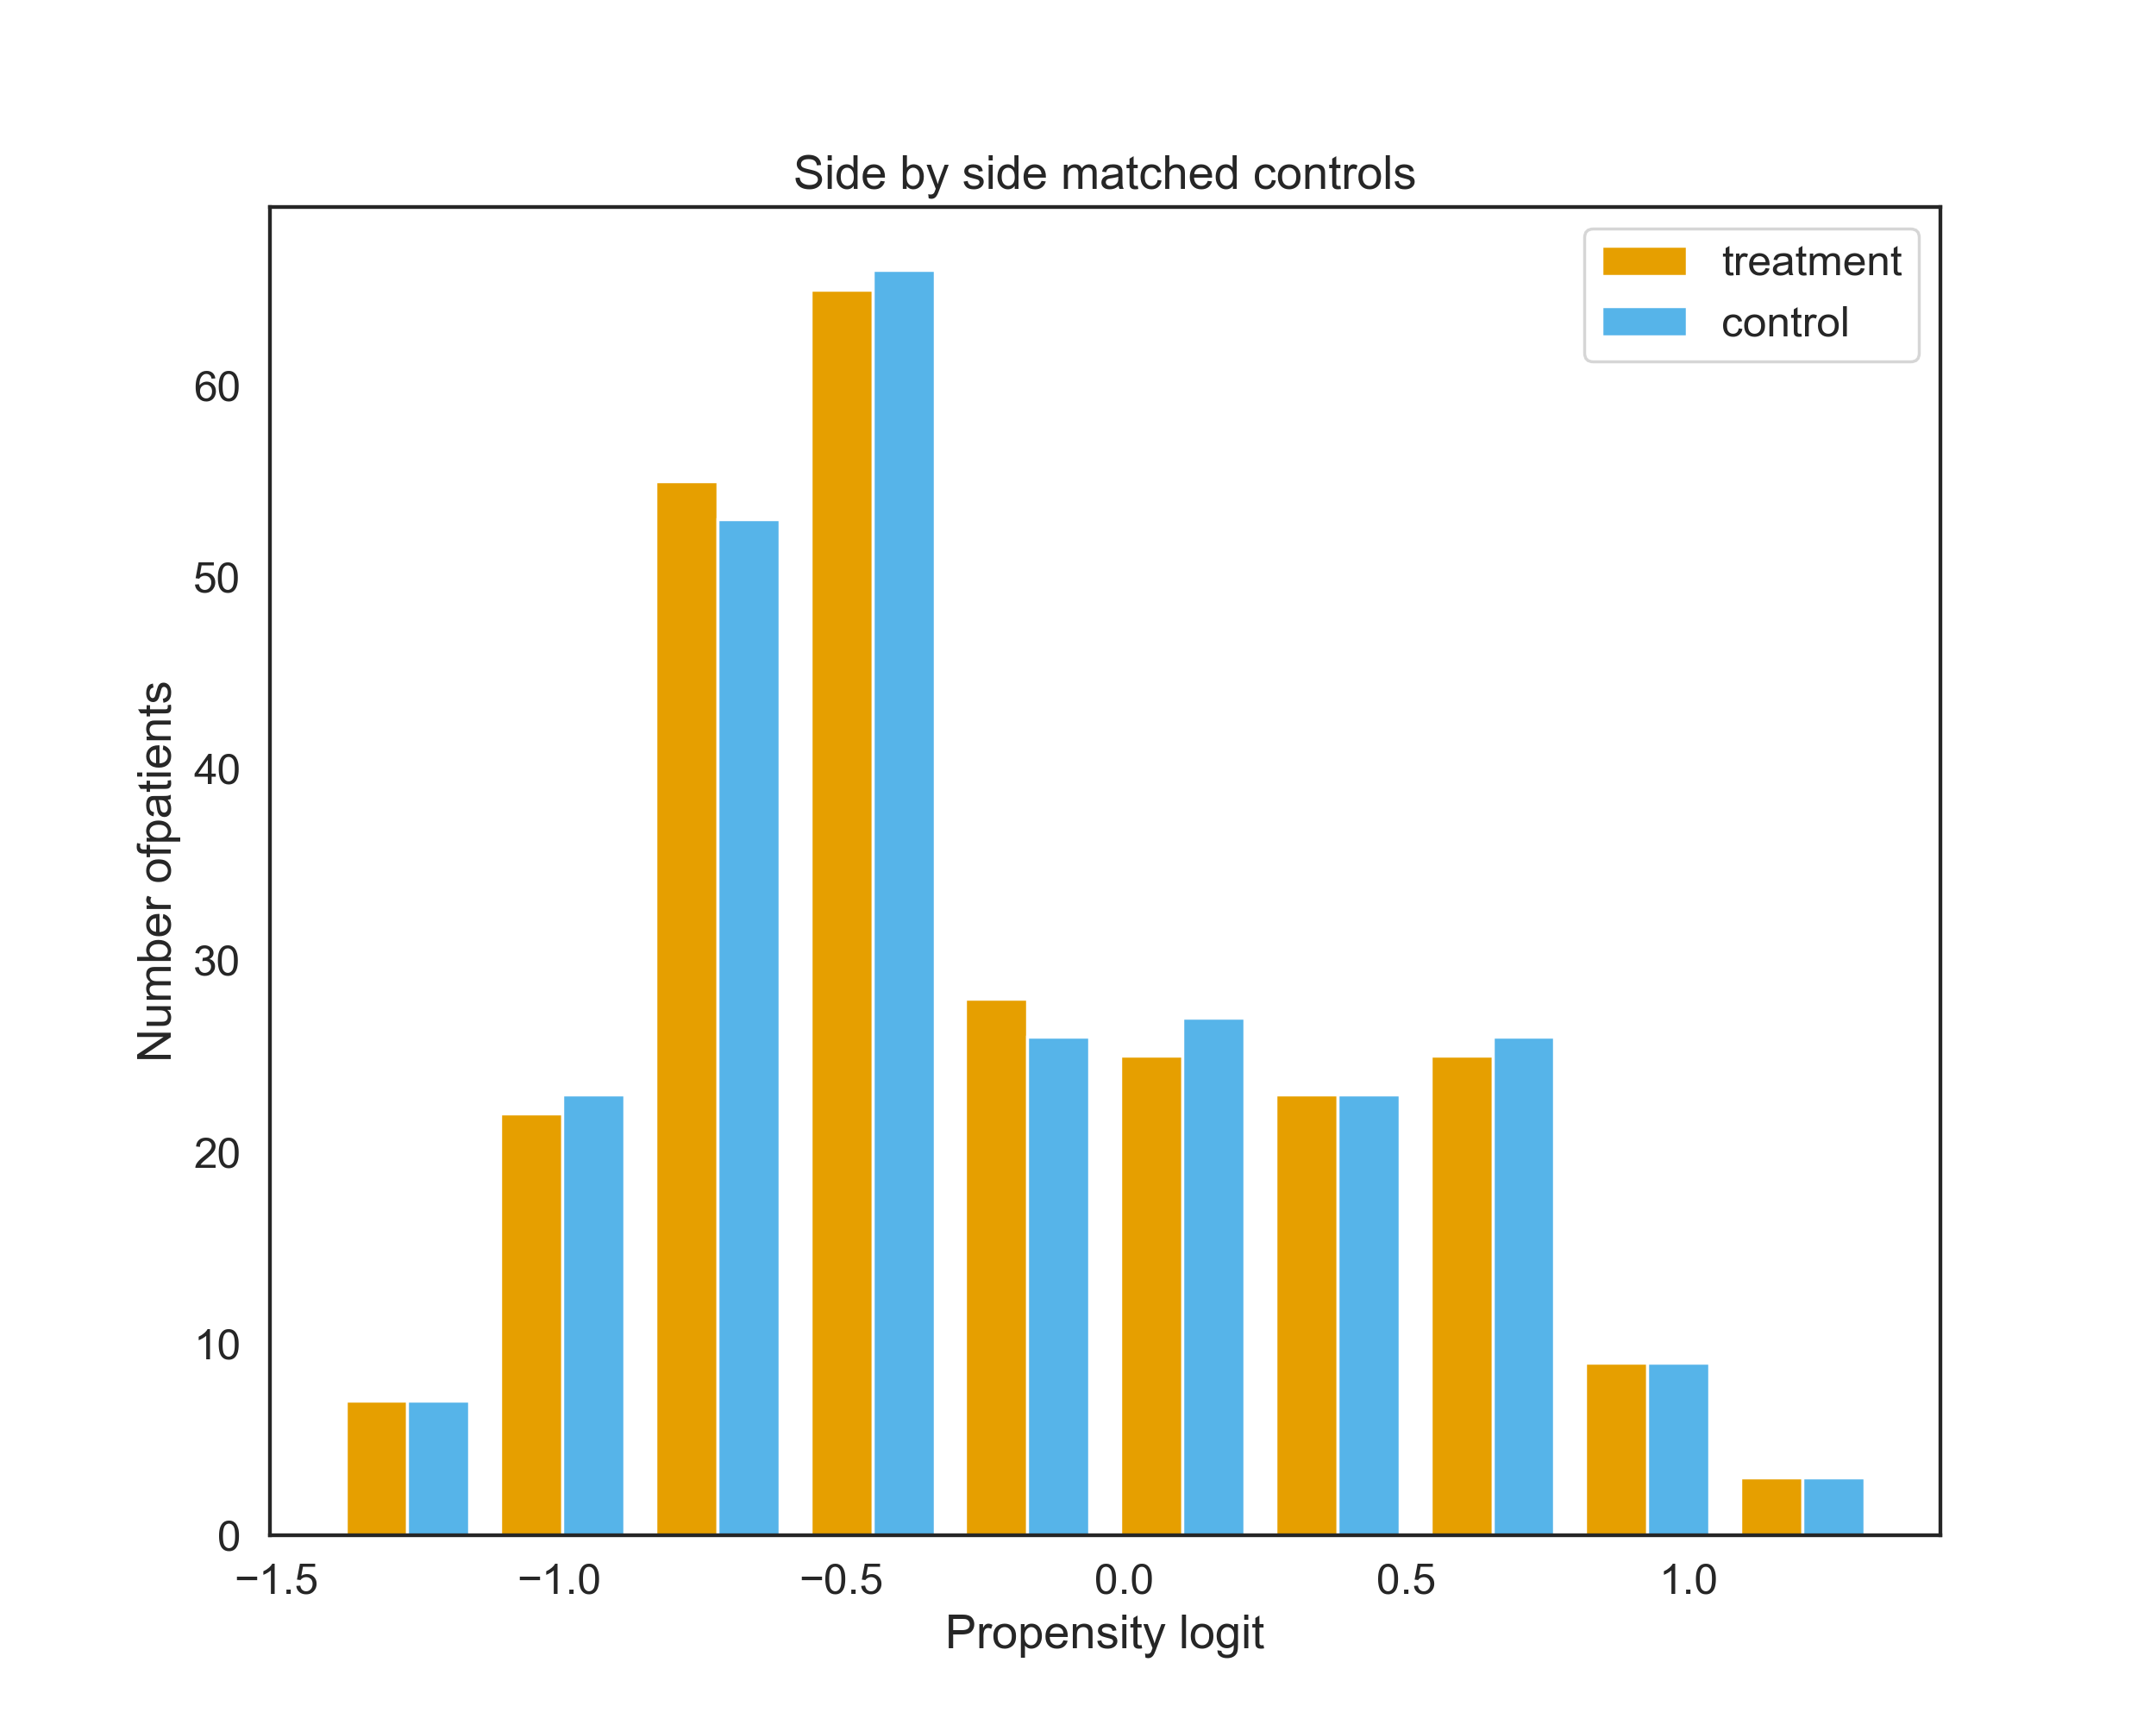 Side by side matched controls
treatment
control
60
50
40
30
20
10
0
Number ofpatients
−1.5 −1.0 −0.5 0.0 0.5 1.0
Propensity logit